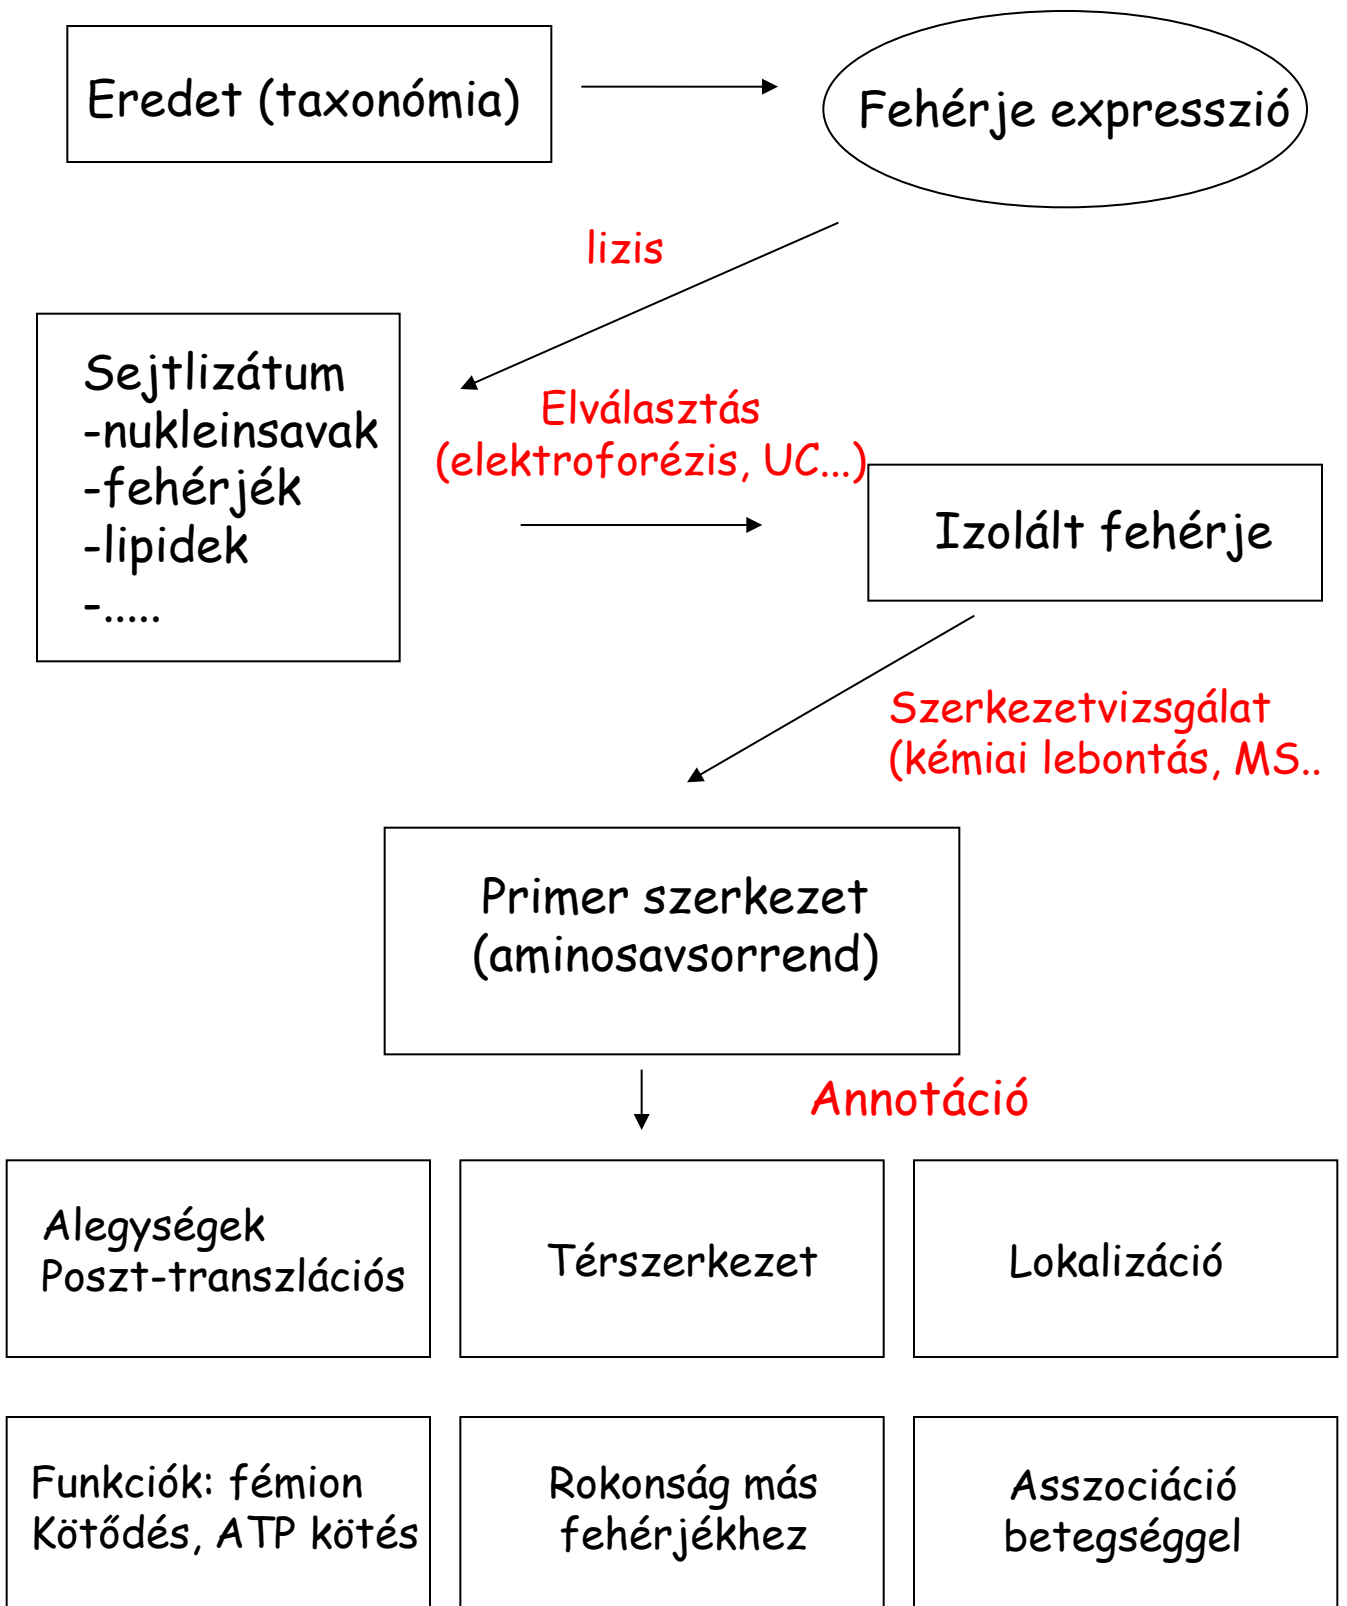 Eredet (taxonómia)
Fehérje expresszió
lizis
Sejtlizátum
-nukleinsavak
-fehérjék
-lipidek
-.....
Elválasztás
(elektroforézis, UC...)
Izolált fehérje
Szerkezetvizsgálat
(kémiai lebontás, MS..
Primer szerkezet
(aminosavsorrend)
Annotáció
Alegységek
Poszt-transzlációs
Térszerkezet
Lokalizáció
Funkciók: fémion
Kötődés, ATP kötés
Rokonság más
fehérjékhez
Asszociáció
betegséggel